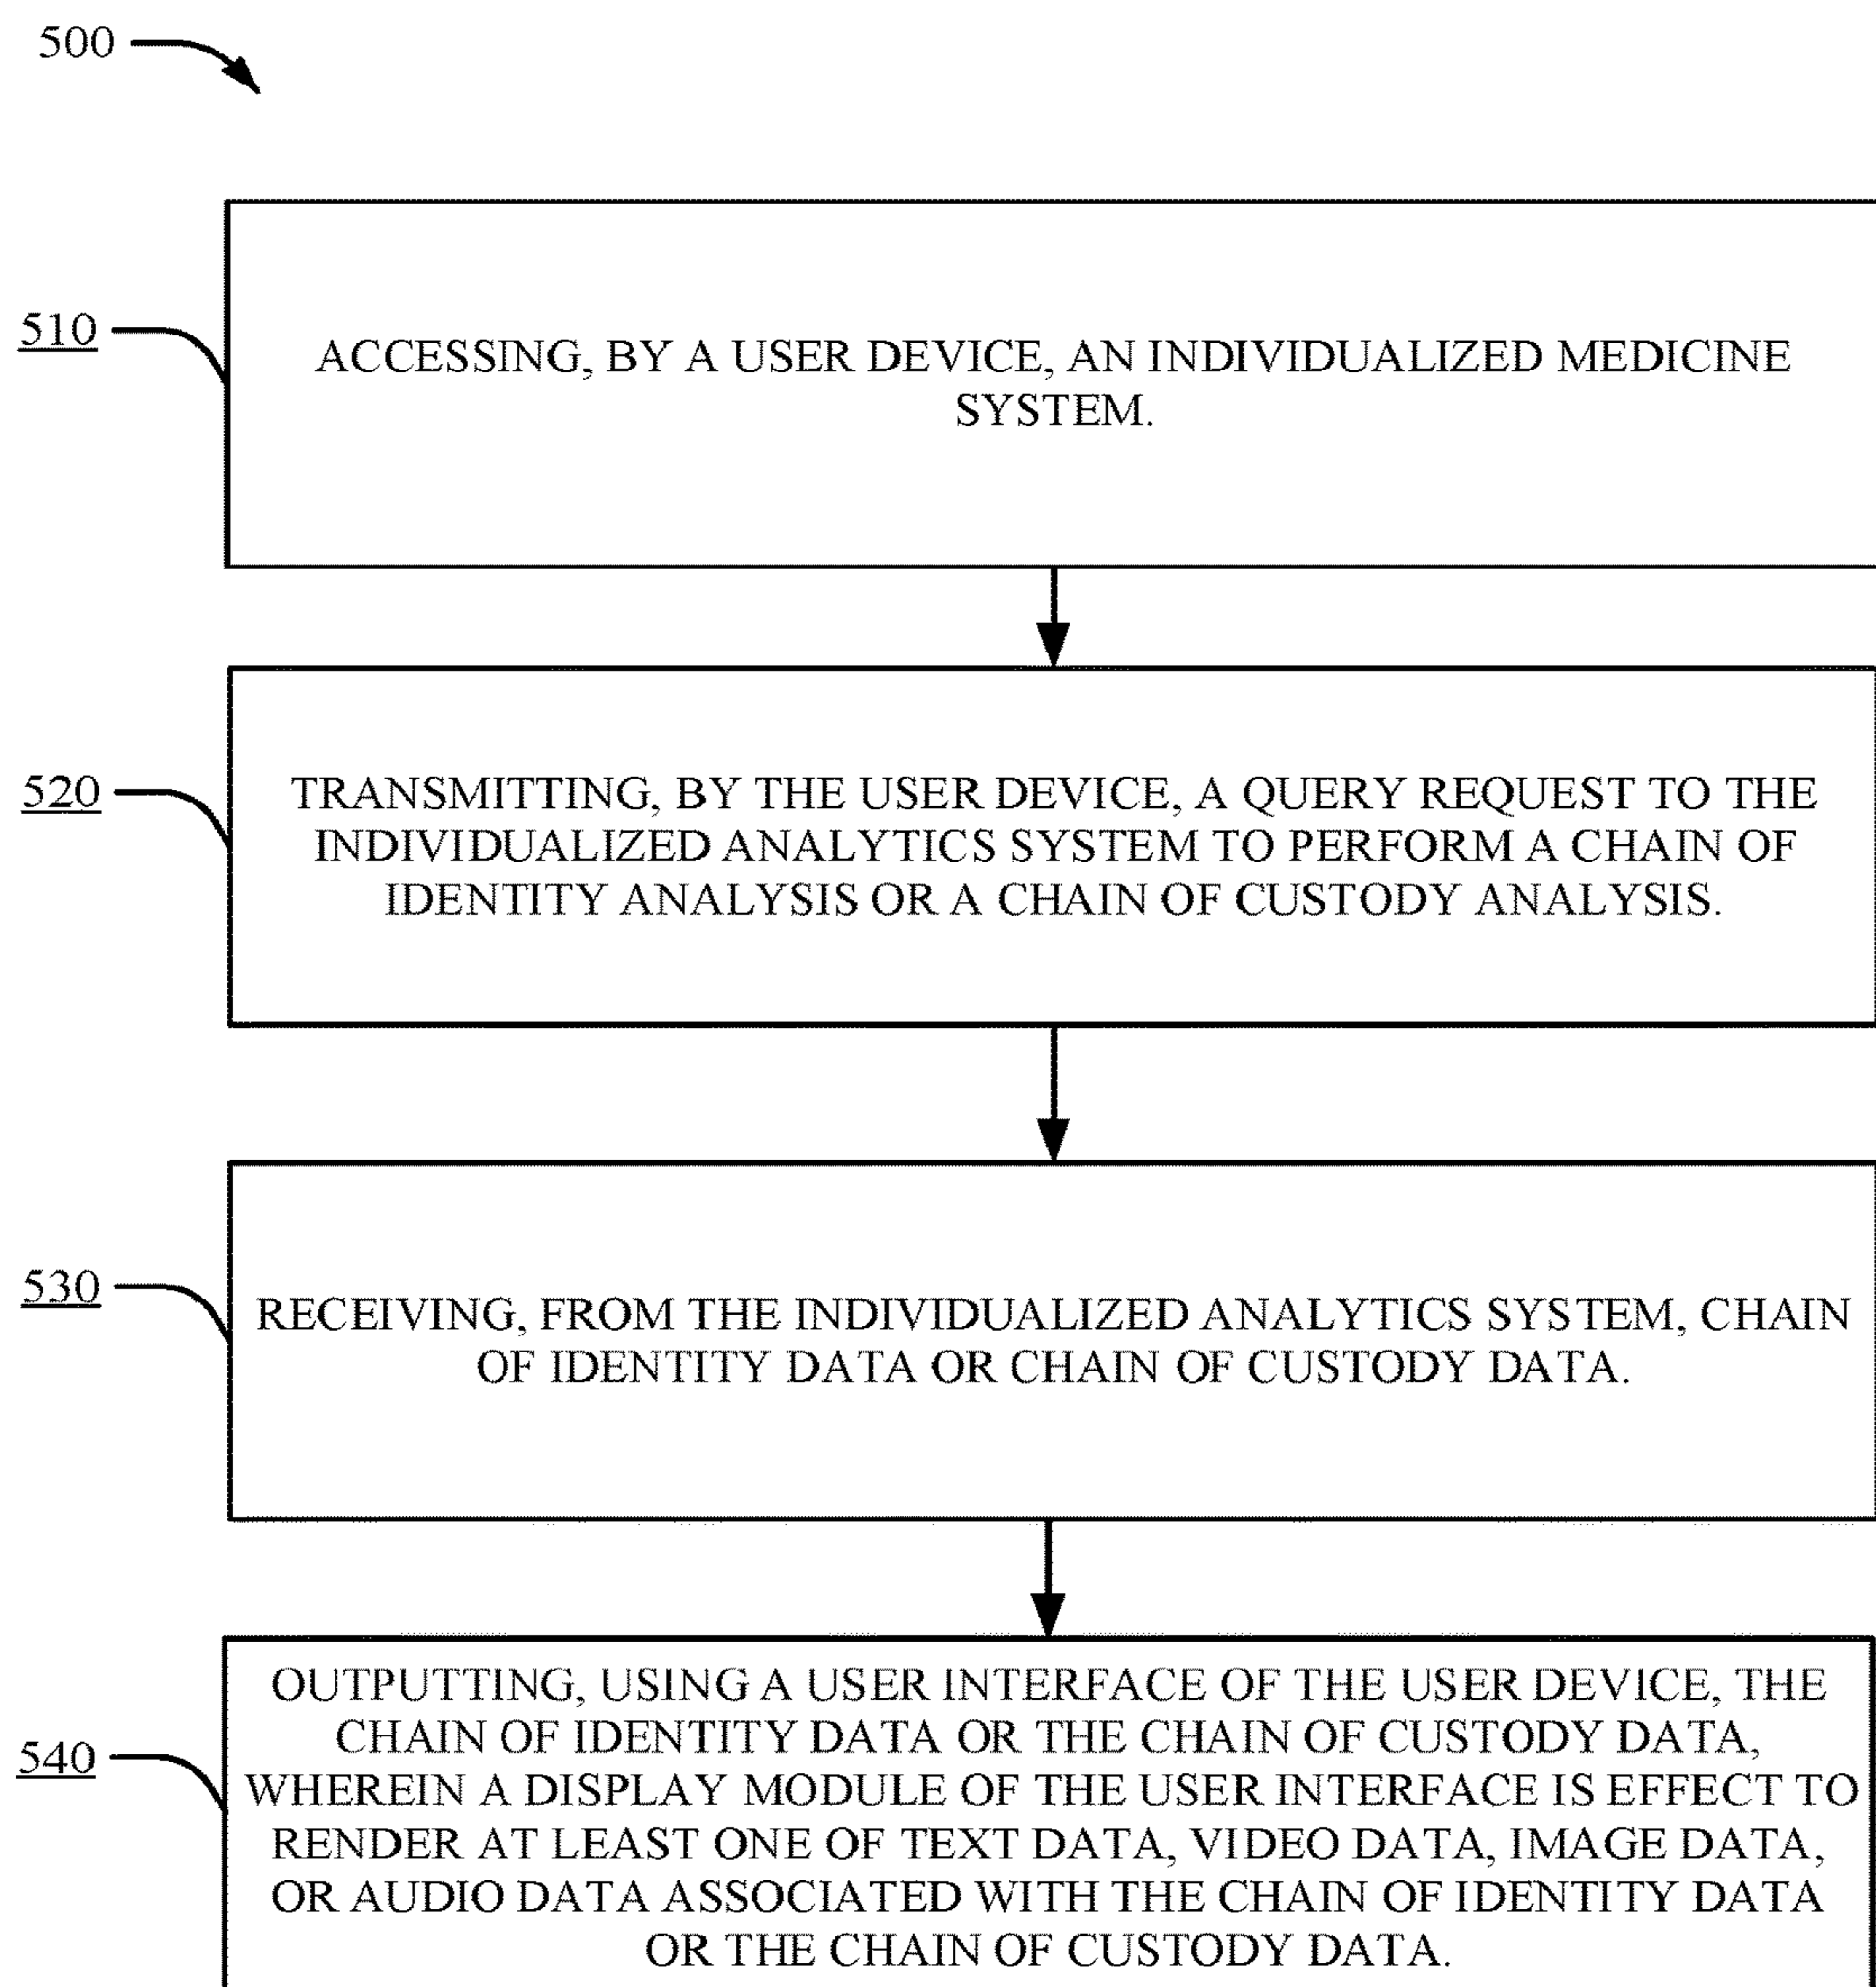 500
510
ACCESSING, BY A USER DEVICE, AN INDIVIDUALIZED MEDICINE
SYSTEM.
520
TRANSMITTING, BY THE USER DEVICE, A QUERY REQUEST TO THE
INDIVIDUALIZED ANALYTICS SYSTEM TO PERFORM A CHAIN OF
IDENTITY ANALYSIS OR A CHAIN OF CUSTODY ANALYSIS.
530
RECEIVING, FROM THE INDIVIDUALIZED ANALYTICS SYSTEM, CHAIN
OF IDENTITY DATA OR CHAIN OF CUSTODY DATA.
540
OUTPUTTING, USING A USER INTERFACE OF THE USER DEVICE, THE
CHAIN OF IDENTITY DATA OR THE CHAIN OF CUSTODY DATA,
WHEREIN A DISPLAY MODULE OF THE USER INTERFACE IS EFFECT TO
RENDER AT LEAST ONE OF TEXT DATA, VIDEO DATA, IMAGE DATA,
OR AUDIO DATA ASSOCIATED WITH THE CHAIN OF IDENTITY DATA
OR THE CHAIN OF CUSTODY DATA.